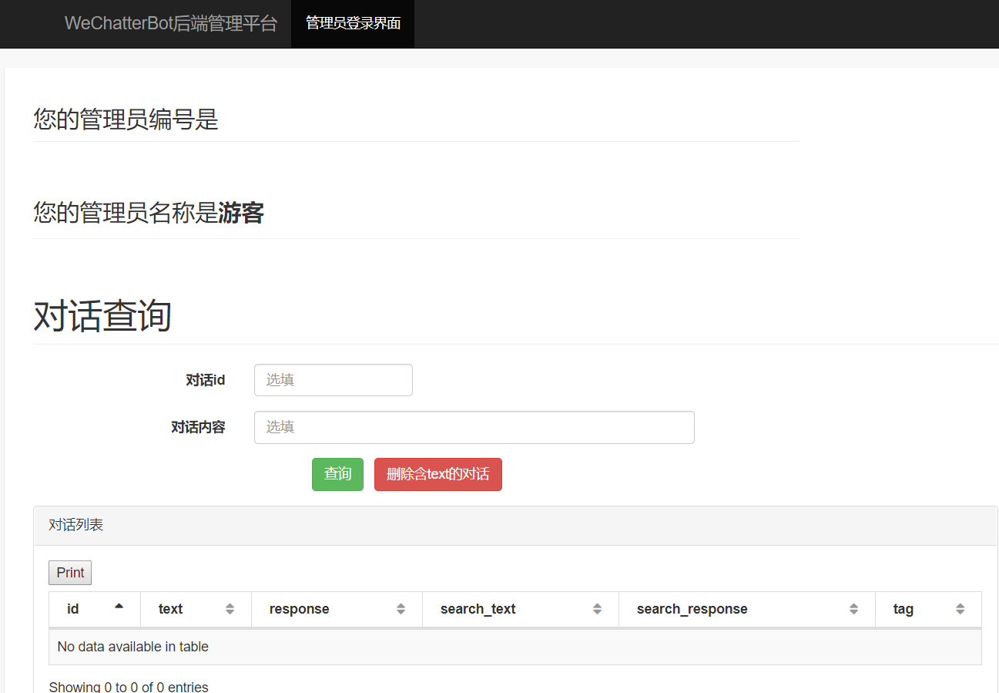 WeChatterBot后端管理平台 管理员登录界面
您的管理员编号是
您的管理员名称是游客
对话查询
对话id 选填
对话内容 选填
查询 删除含text的对话
对话列表
Print
id text response search_text search_response tag
No data available in table
Showing 0 to 0 of 0 entries